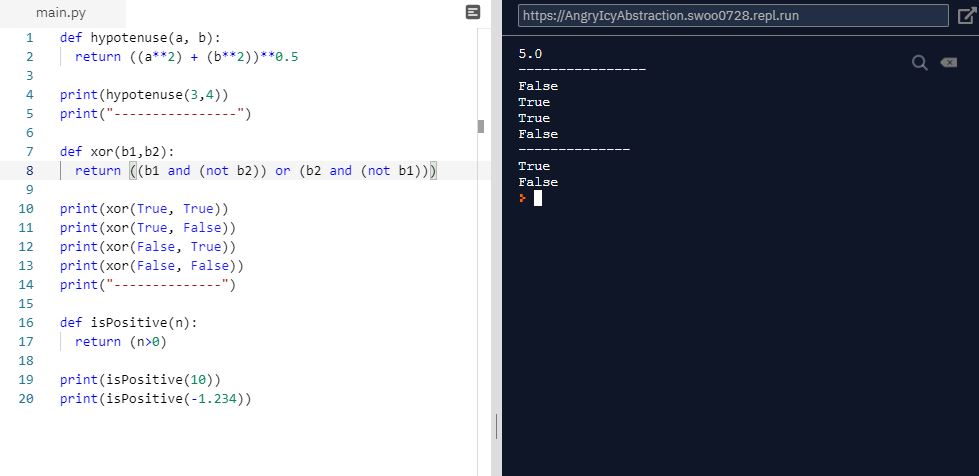 main.py
1 def hypotenuse(a, b):
2 return ((a**2) + (b**2))**0.5
3
4 print(hypotenuse(3,4))
5 print("----------------")
6
7 def xor(b1,b2):
8 return ((b1 and (not b2)) or (b2 and (not b1)))
9
10 print(xor(True, True))
11 print(xor(True, False))
12 print(xor(False, True))
13 print(xor(False, False))
14 print("--------------")
15
16 def isPositive(n):
17 return (n>0)
18
19 print(isPositive(10))
20 print(isPositive(-1.234))
https://AngryIcyAbstraction.swoo0728.repl.run
5.0
----------------
False
True
True
False
--------------
True
False